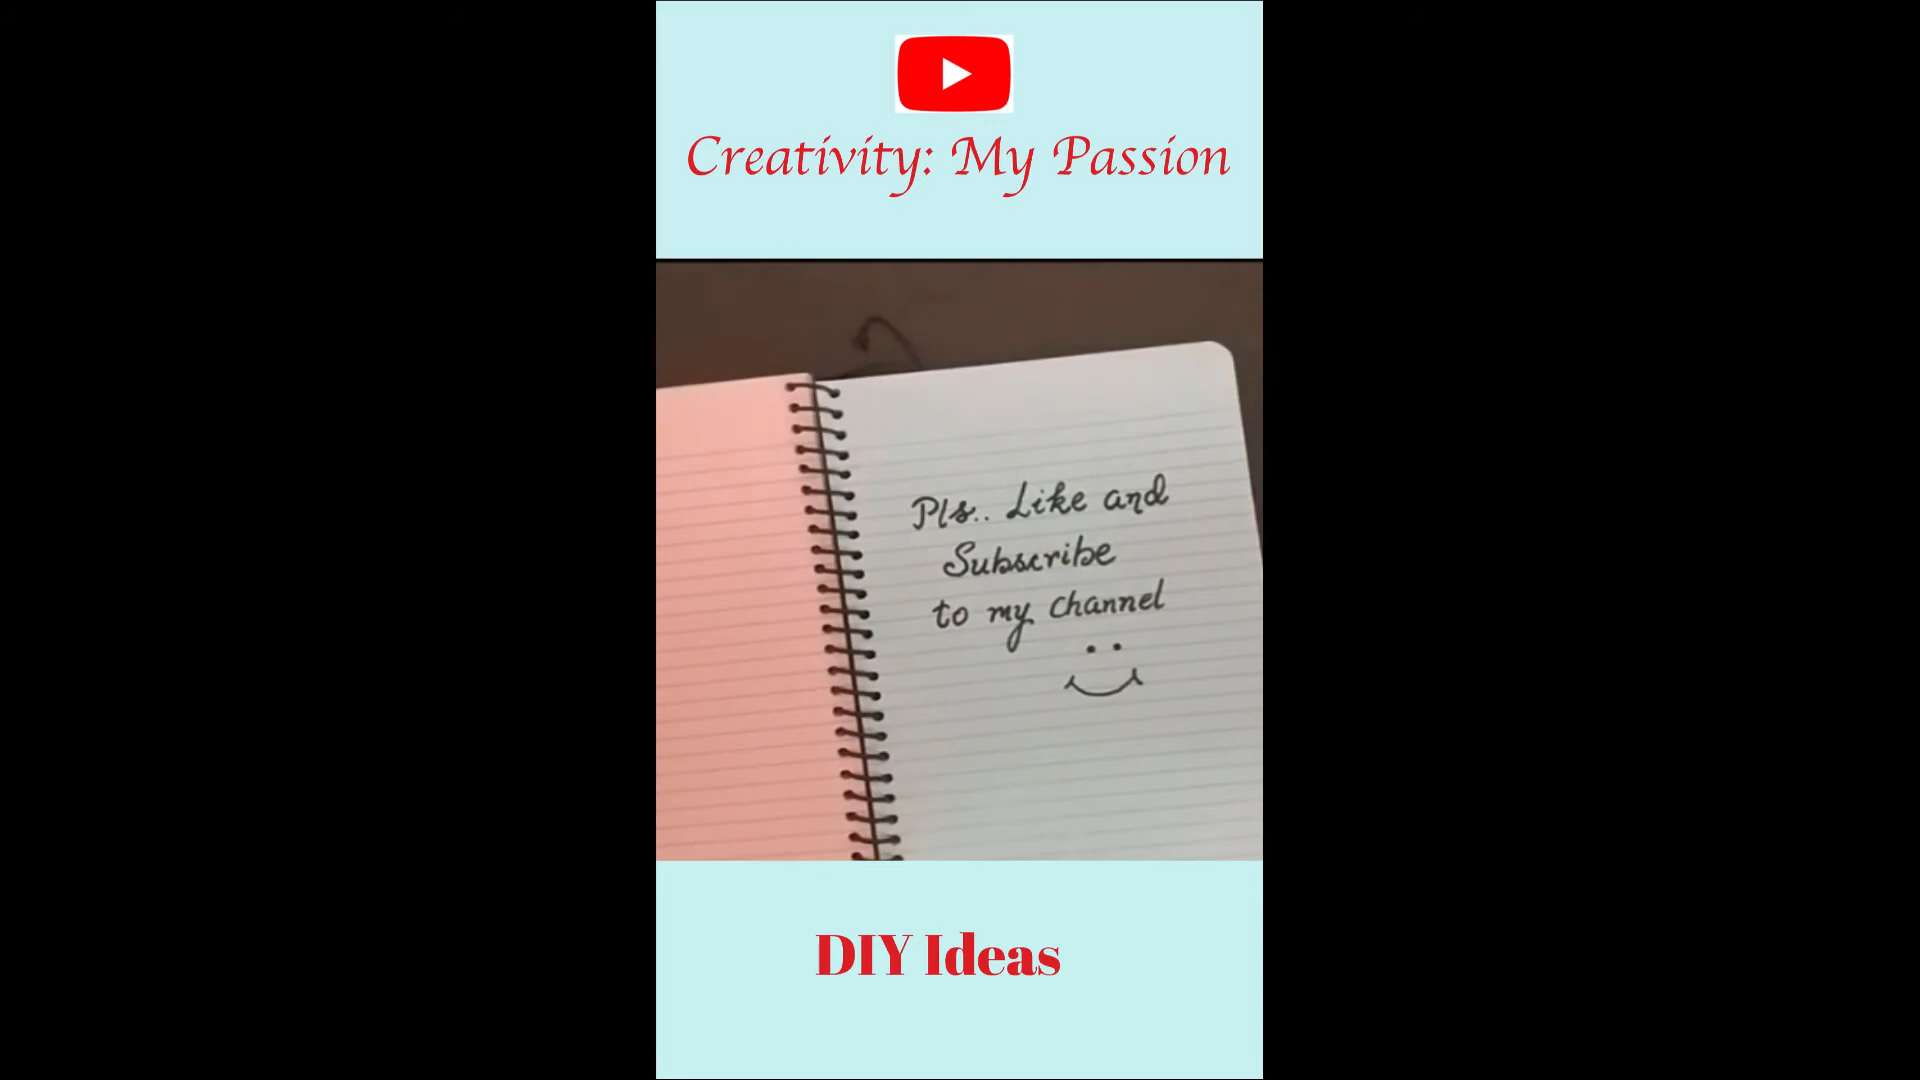 Creativity: My Passion
Pls.. Like and
Subscribe
to my channel
DIY Ideas